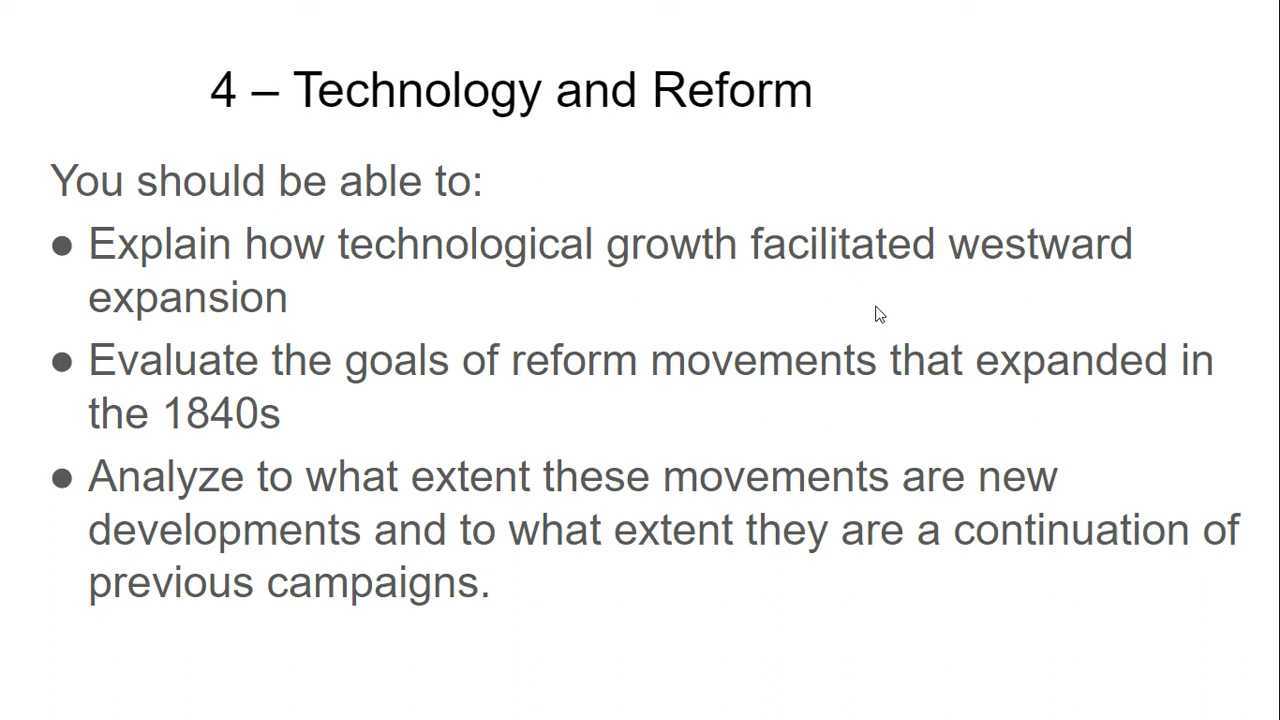 4 – Technology and Reform
You should be able to:
● Explain how technological growth facilitated westward
expansion
● Evaluate the goals of reform movements that expanded in
the 1840s
● Analyze to what extent these movements are new
developments and to what extent they are a continuation of
previous campaigns.